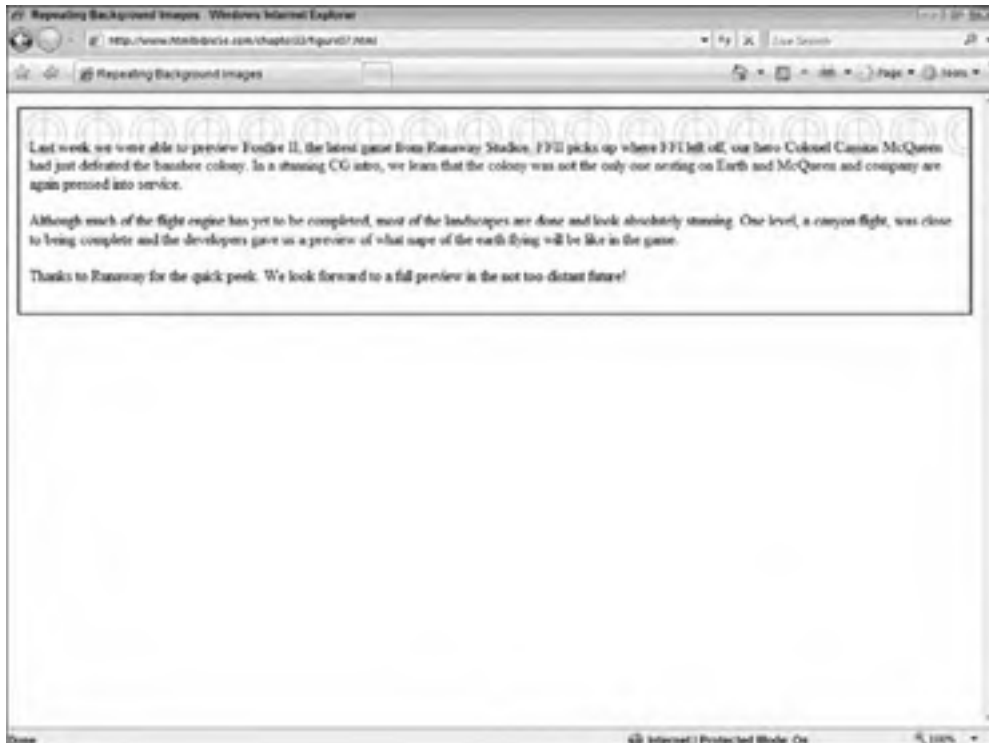 Repeating Background Images - Windows Internet Explorer
Live Search
Repeating Background Images
Page Tools
Last week we were able to preview Foxfire II, the latest game from Runaway Studios. FFII picks up where FFI left off, our hero Colonel Cassius McQueen
had just defeated the banshee colony. In a stunning CG intro, we learn that the colony was not the only one nesting on Earth and McQueen and company are
again pressed into service.
Although much of the flight engine has yet to be completed, most of the landscapes are done and look absolutely stunning. One level, a canyon flight, was close
to being complete and the developers gave us a preview of what nape of the earth flying will be like in the game.
Thanks to Runaway for the quick peek. We look forward to a full preview in the not too distant future!
Done Internet | Protected Mode: On 100%